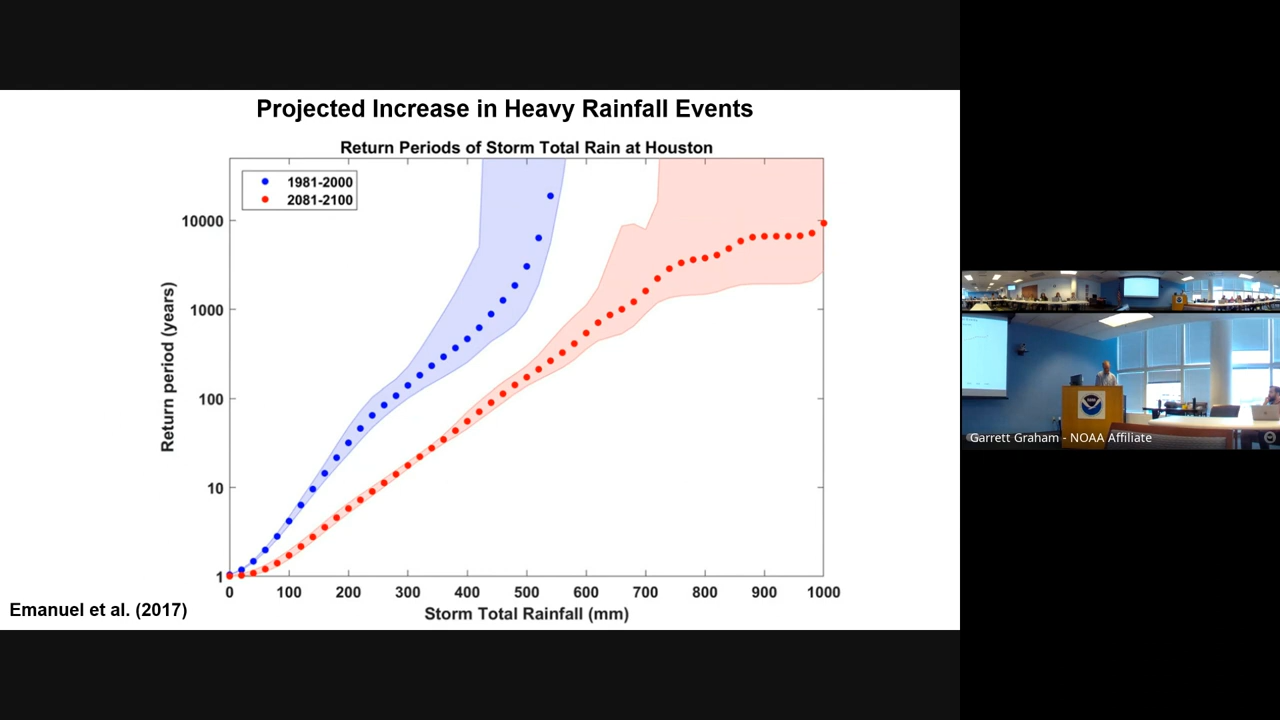 Projected Increase in Heavy Rainfall Events
Return Periods of Storm Total Rain at Houston
1981-2000
2081-2100
10000
1000
100
10
1
Return period (years)
0 100 200 300 400 500 600 700 800 900 1000
Storm Total Rainfall (mm)
Emanuel et al. (2017)
Garrett Graham - NOAA Affiliate